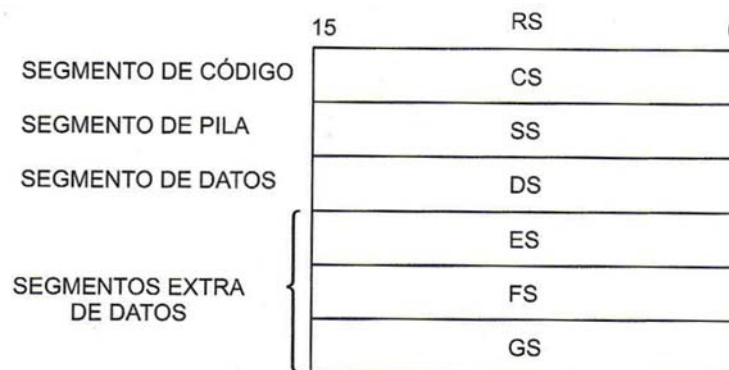 15 RS
SEGMENTO DE CÓDIGO CS
SEGMENTO DE PILA SS
SEGMENTO DE DATOS DS
ES
SEGMENTOS EXTRA
DE DATOS
FS
GS